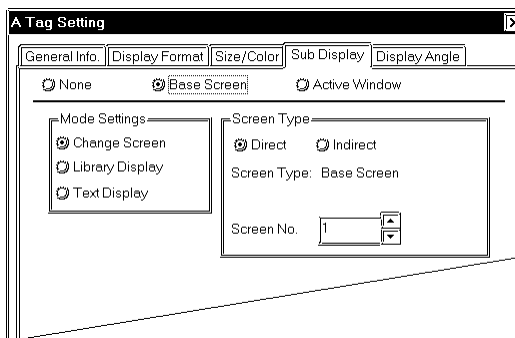 A Tag Setting
General Info. Display Format Size/Color Sub Display Display Angle
None Base Screen Active Window
Mode Settings
Change Screen
Library Display
Text Display
Screen Type
Direct Indirect
Screen Type: Base Screen
Screen No. 1